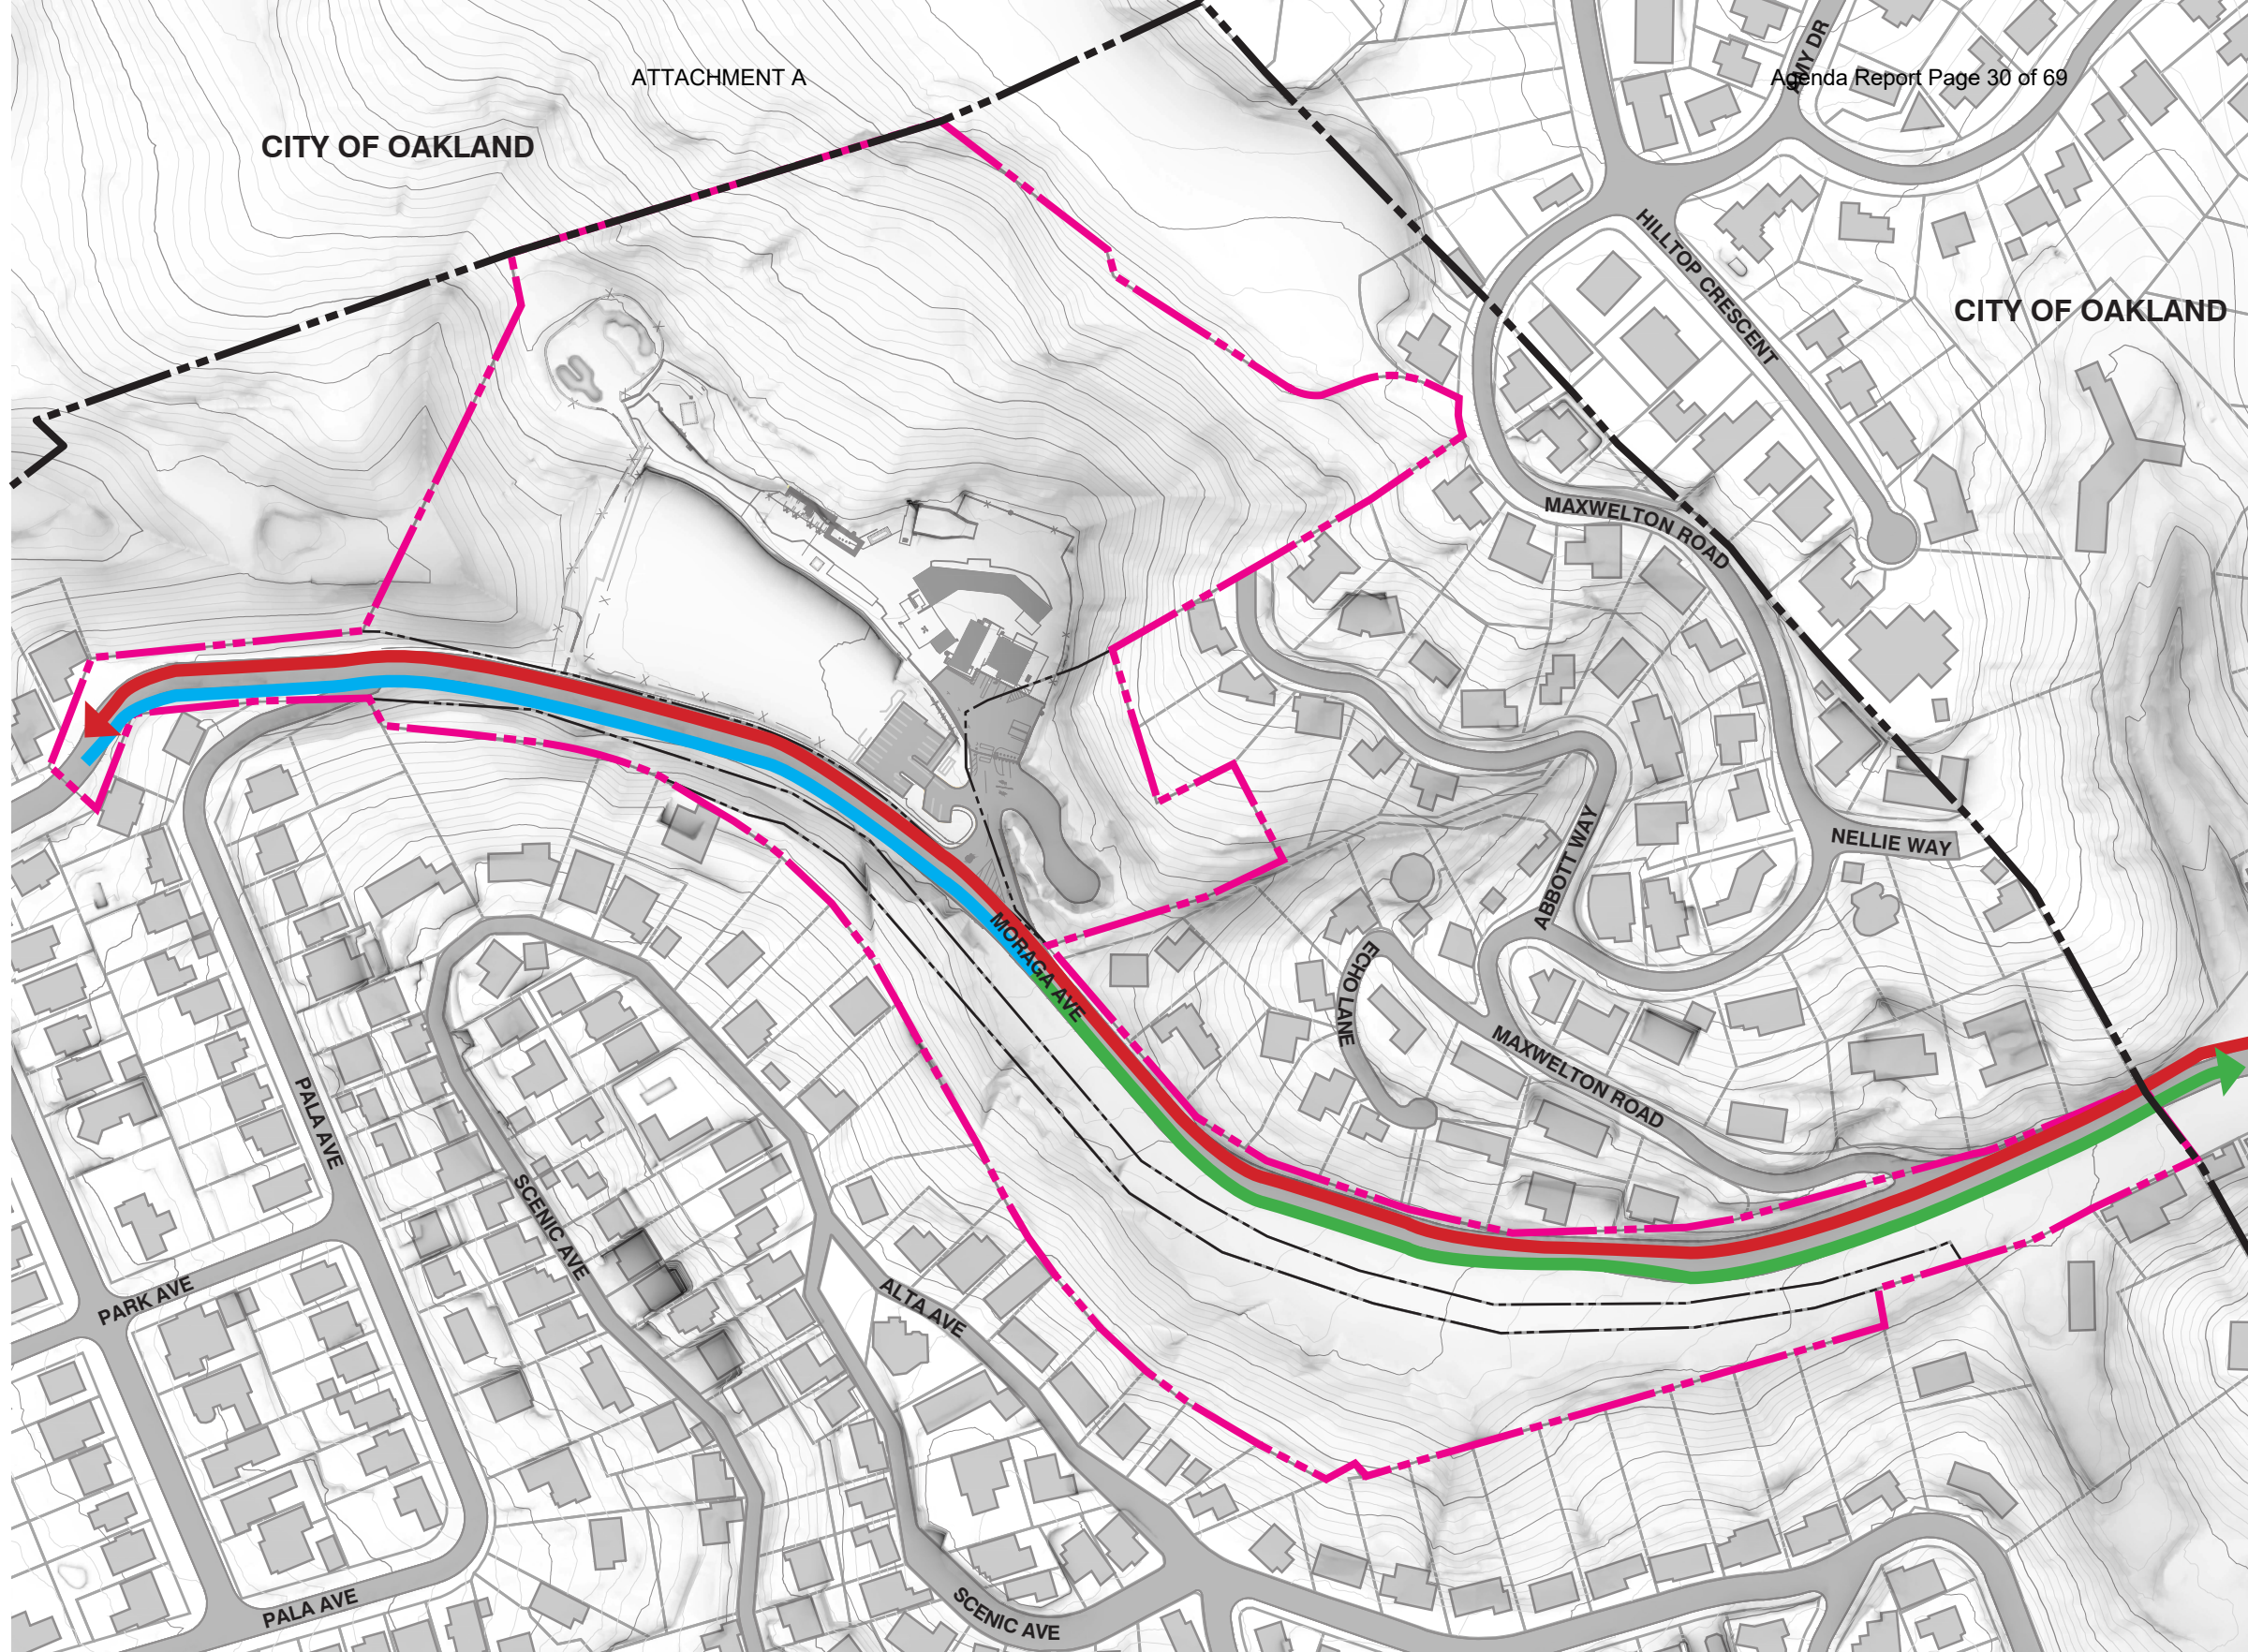 ATTACHMENT A
Agenda Report Page 30 of 69
AMY DR
CITY OF OAKLAND
HILLTOP CRESCENT
CITY OF OAKLAND
MAXWELTON ROAD
NELLIE WAY
ABBOTT WAY
MORAGA AVE
ECHO LANE
MAXWELTON ROAD
PALA AVE
SCENIC AVE
PARK AVE
ALTA AVE
PALA AVE
SCENIC AVE